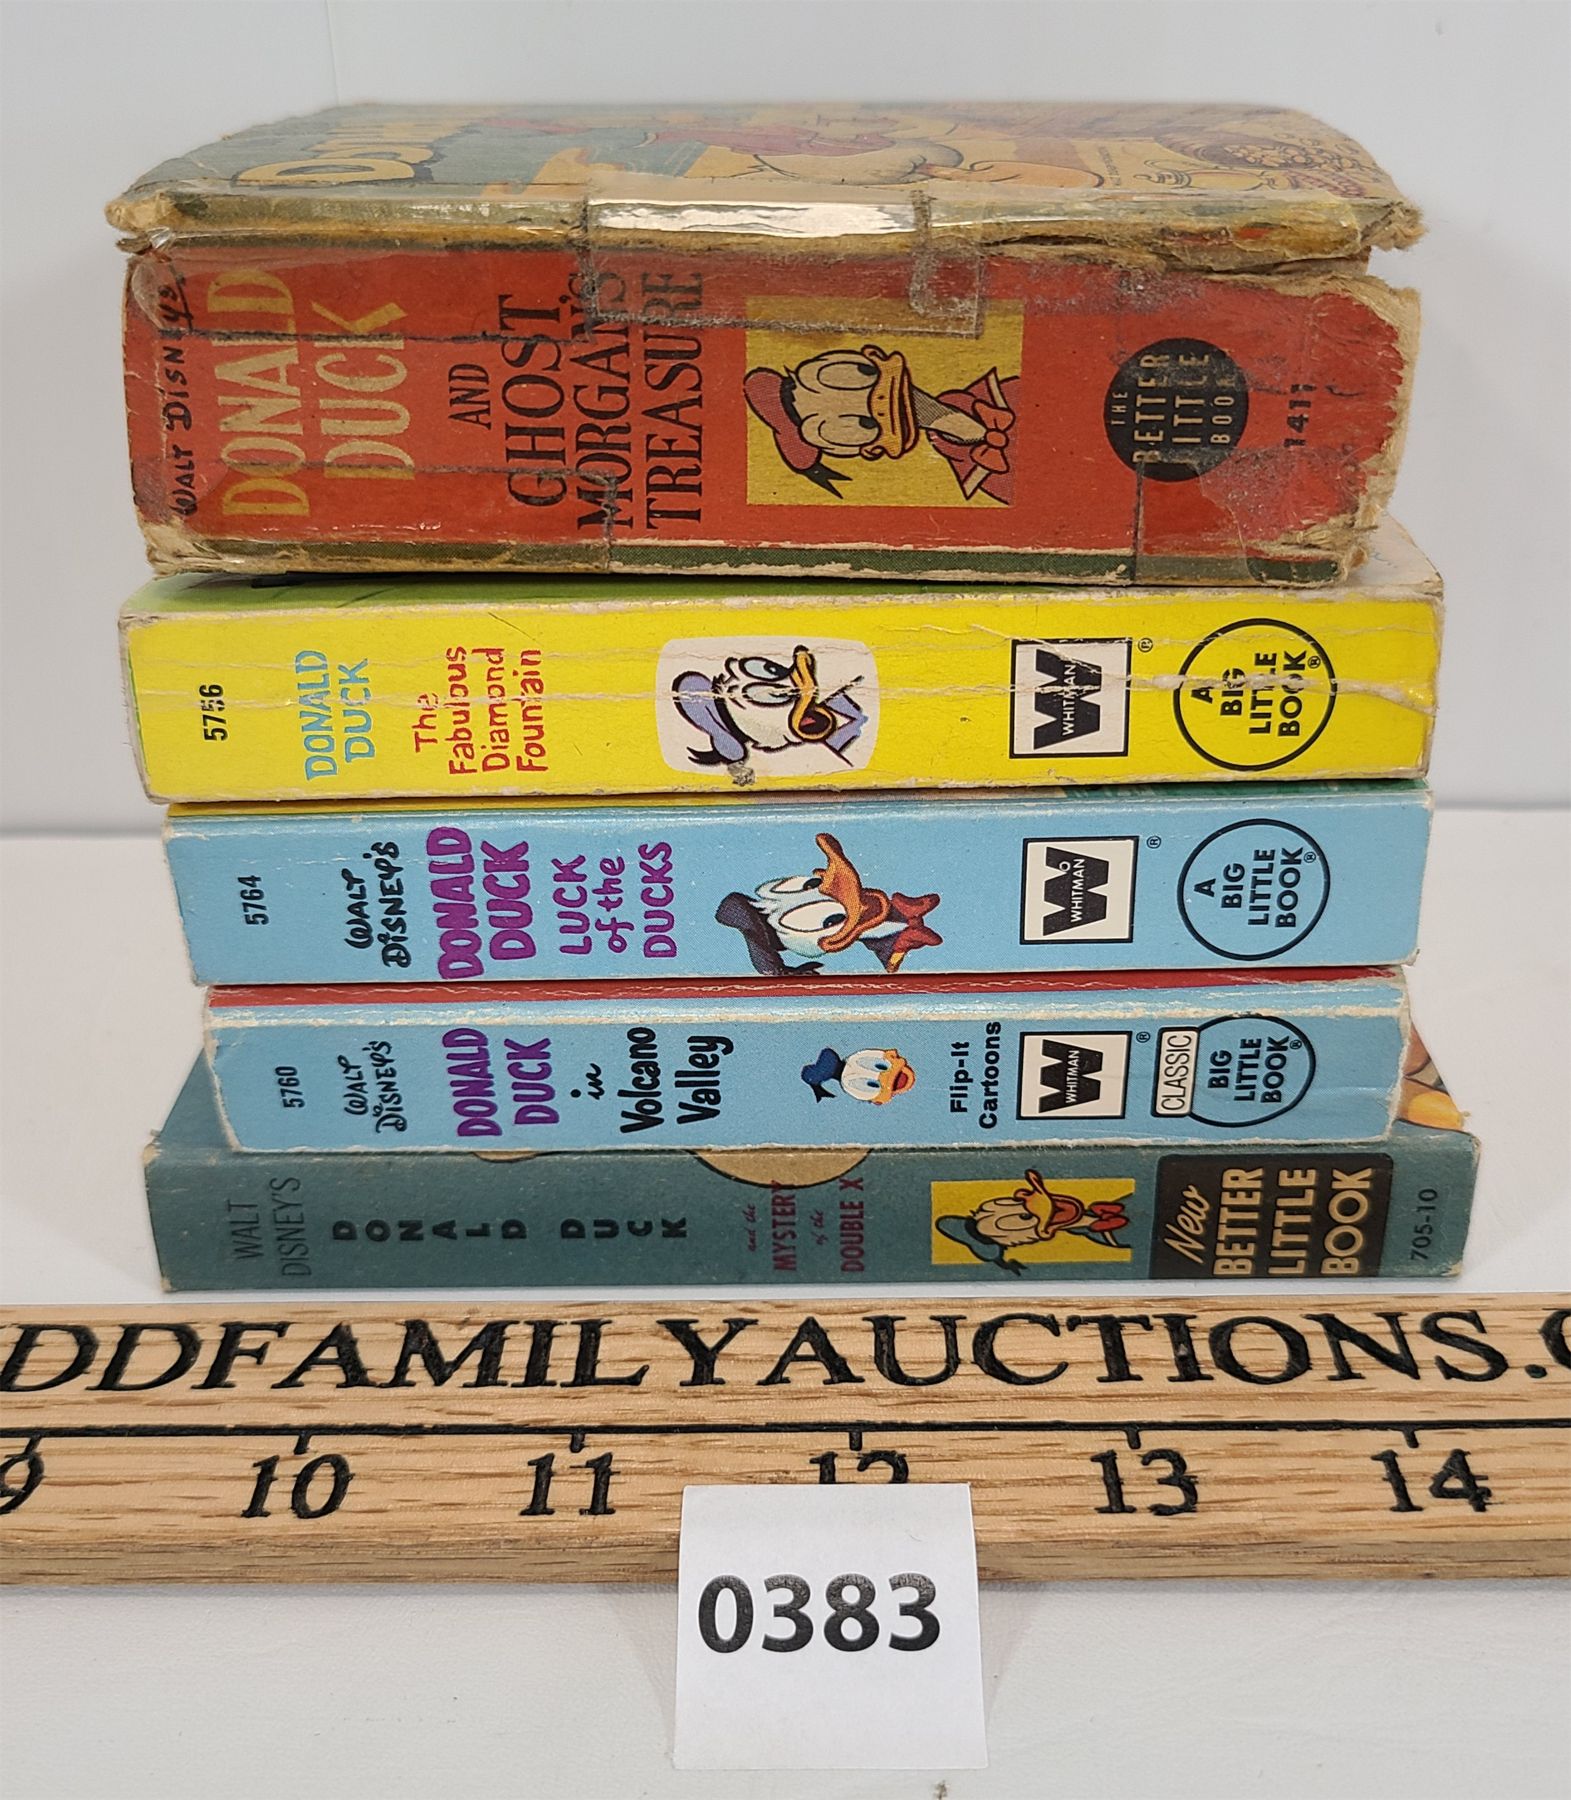 WALT DISNEY'S
DONALD
DUCK
AND
GHOST
MORGAN'S
TREASURE
THE
BETTER
LITTLE
BOOK
1411
5756
DONALD
DUCK
The
Fabulous
Diamond
Fountain
WHITMAN
®
A
BIG
LITTLE
BOOK®
5764
WALT
DISNEY'S
DONALD
DUCK
LUCK
of the
DUCKS
WHITMAN
®
A
BIG
LITTLE
BOOK®
5760
WALT
DISNEY'S
DONALD
DUCK
in
Volcano
Valley
Flip-It
Cartoons
WHITMAN
®
CLASSIC
BIG
LITTLE
BOOK®
WALT
DISNEY'S
DONALD DUCK
and the
MYSTERY
of the
DOUBLE X
New
BETTER
LITTLE
BOOK
705-10
DDFAMILYAUCTIONS.
9 10 11 12 13 14
0383